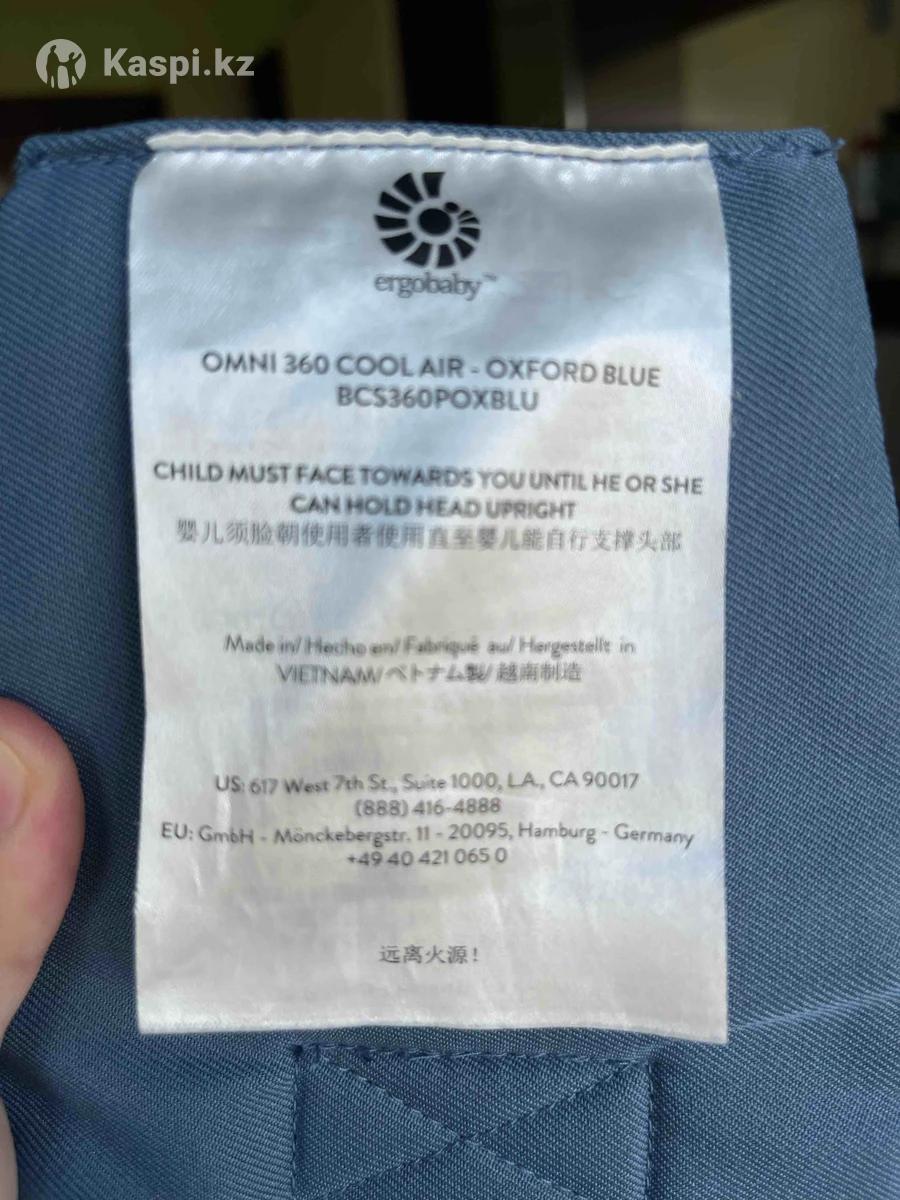 Kaspi.kz
ergobaby™
OMNI 360 COOL AIR - OXFORD BLUE
BCS360POXBLU
CHILD MUST FACE TOWARDS YOU UNTIL HE OR SHE
CAN HOLD HEAD UPRIGHT
婴儿须脸朝使用者使用直至婴儿能自行支撑头部
Made in/ Hecho en/ Fabriqué au/ Hergestellt in
VIETNAM/ベトナム製/越南制造
US: 617 West 7th St., Suite 1000, L.A., CA 90017
(888) 416-4888
EU: GmbH - Mönckebergstr. 11 - 20095, Hamburg - Germany
+49 40 421 065 0
远离火源!